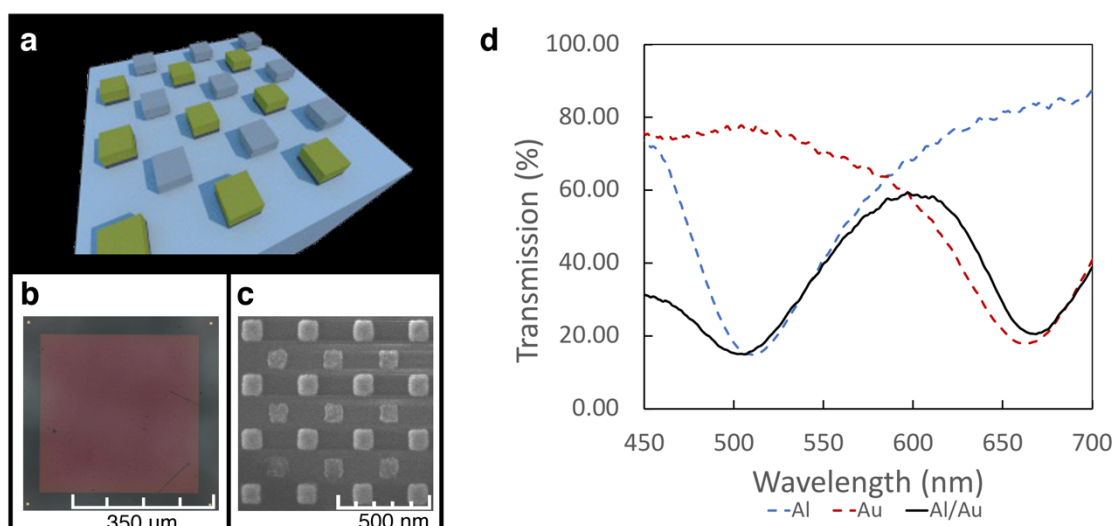 a
b
350 µm
c
500 nm
d
100.00
80.00
60.00
40.00
20.00
0.00
Transmission (%)
450 500 550 600 650 700
Wavelength (nm)
Al Au Al/Au